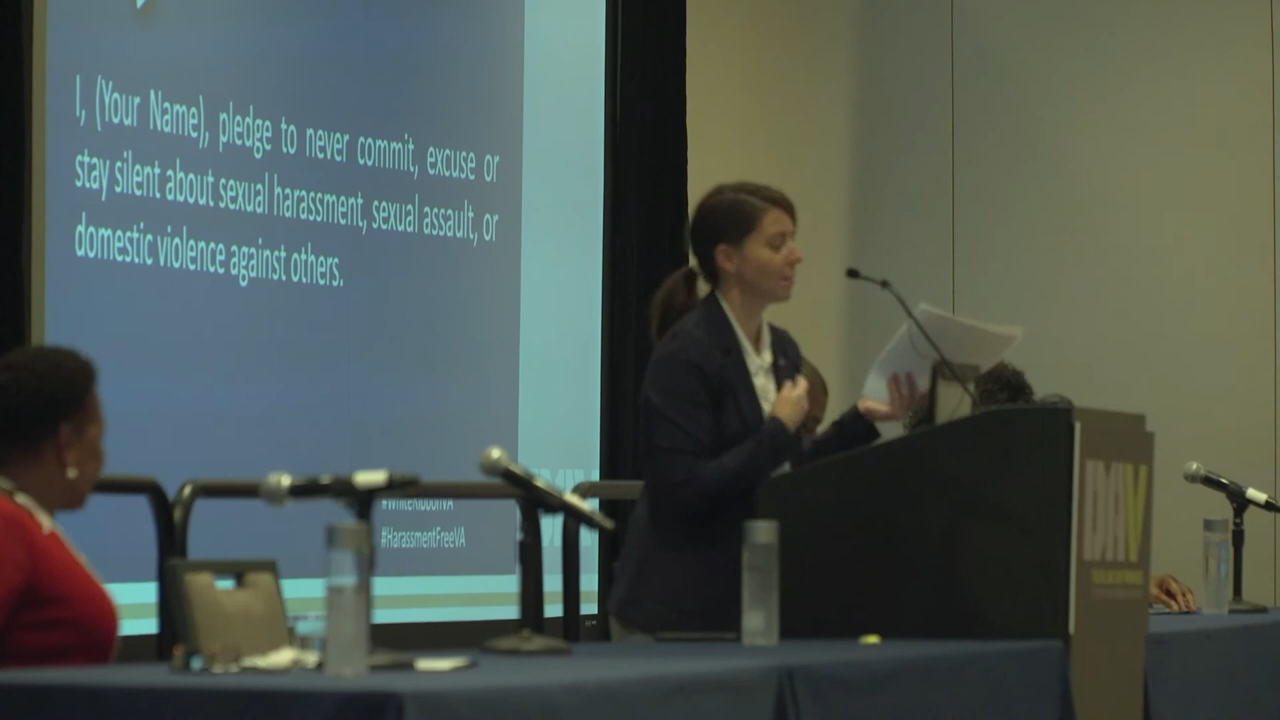 I, (Your Name), pledge to never commit, excuse or
stay silent about sexual harassment, sexual assault, or
domestic violence against others.
#WhiteRibbonVA
#HarassmentFreeVA